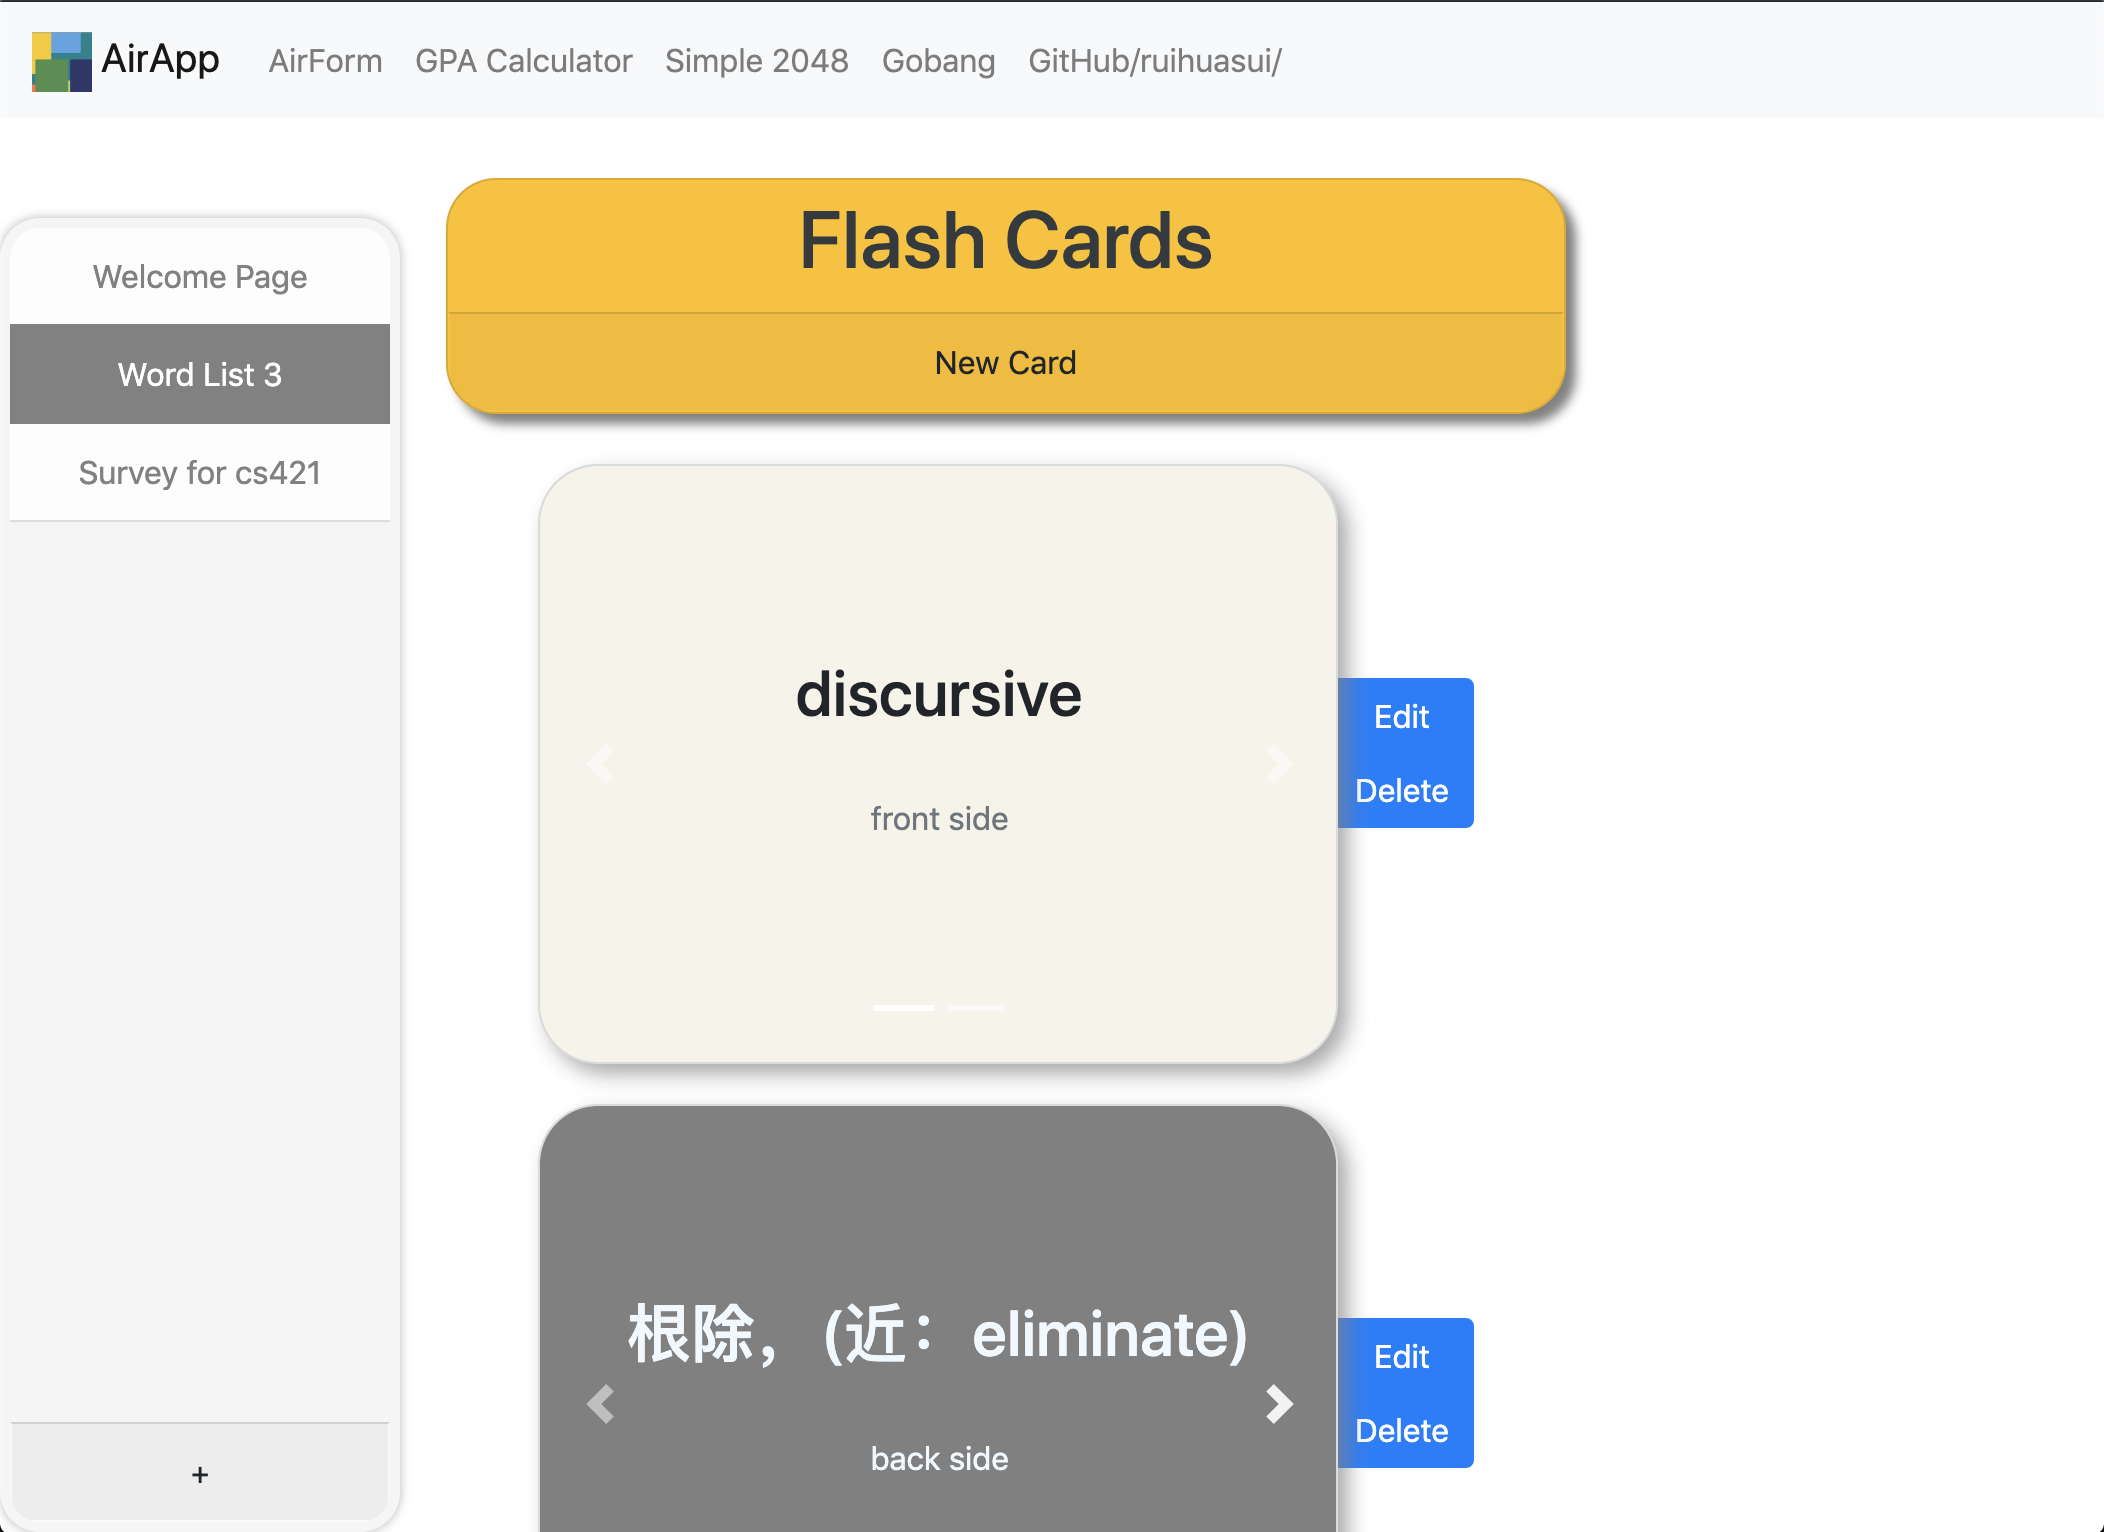 AirApp AirForm GPA Calculator Simple 2048 Gobang GitHub/ruihuasui/
Welcome Page
Word List 3
Survey for cs421
+
Flash Cards
New Card
discursive
front side
Edit
Delete
根除，(近：eliminate)
back side
Edit
Delete